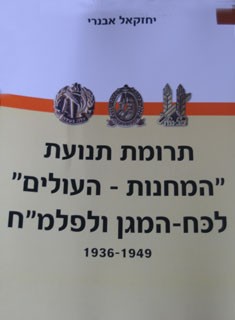 יחזקאל אבנרי
תרומת תנועת
"המחנות - העולים"
לכח-המגן ולפלמ"ח
1936-1949